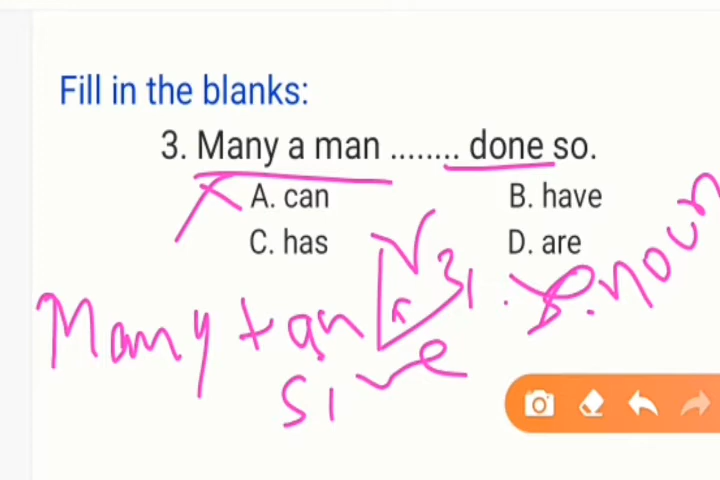 Fill in the blanks:
3. Many a man ........ done so.
A. can B. have
C. has D. are
Many + an
noun